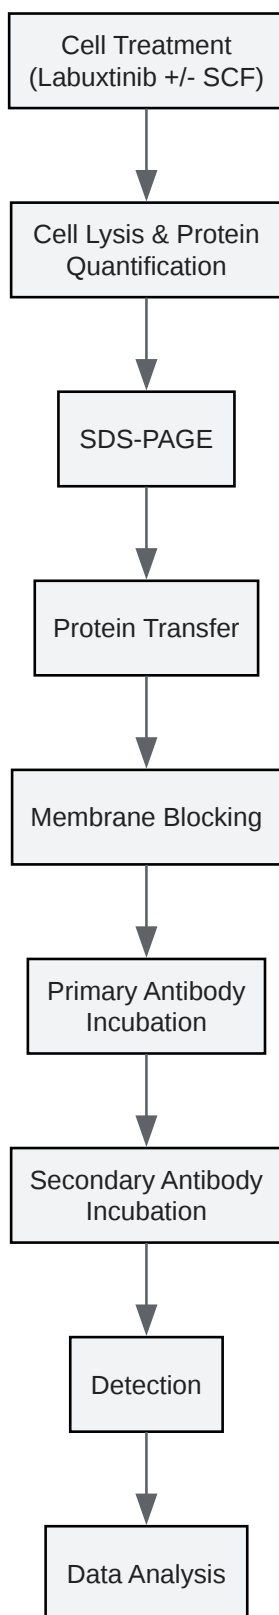 Cell Treatment
(Labuxtinib +/- SCF)
Cell Lysis & Protein
Quantification
SDS-PAGE
Protein Transfer
Membrane Blocking
Primary Antibody
Incubation
Secondary Antibody
Incubation
Detection
Data Analysis